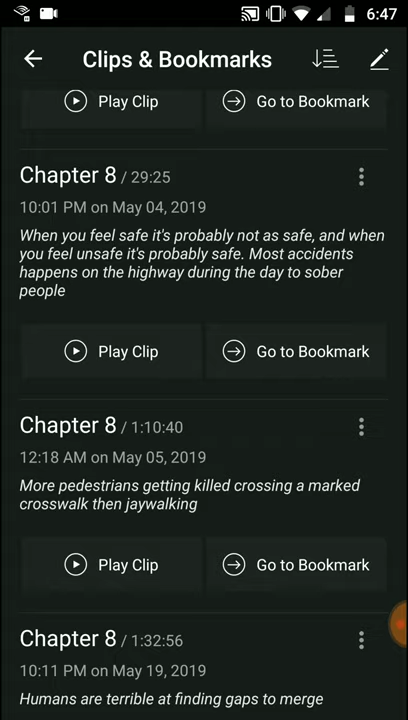 6:47
Clips & Bookmarks
Play Clip
Go to Bookmark
Chapter 8 / 29:25
10:01 PM on May 04, 2019
When you feel safe it's probably not as safe, and when
you feel unsafe it's probably safe. Most accidents
happens on the highway during the day to sober
people
Play Clip
Go to Bookmark
Chapter 8 / 1:10:40
12:18 AM on May 05, 2019
More pedestrians getting killed crossing a marked
crosswalk then jaywalking
Play Clip
Go to Bookmark
Chapter 8 / 1:32:56
10:11 PM on May 19, 2019
Humans are terrible at finding gaps to merge